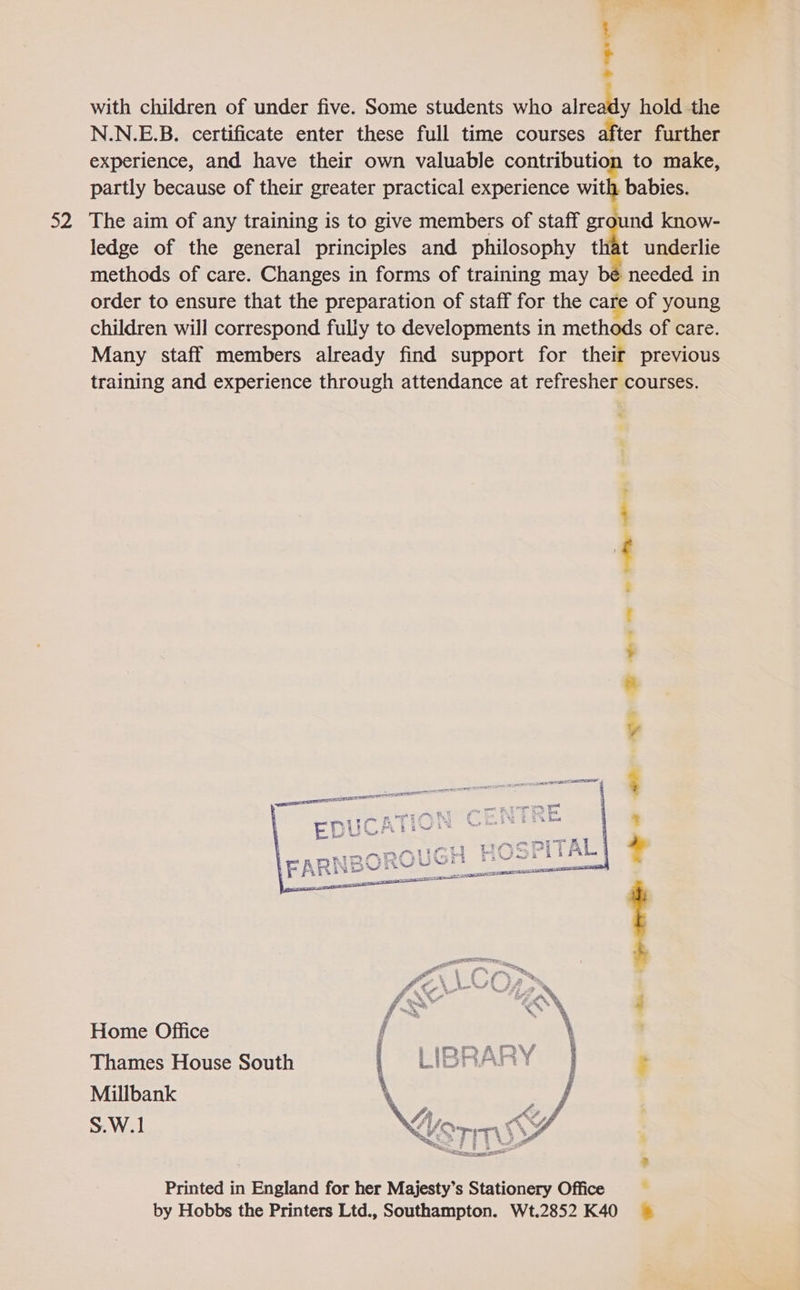 with children of under five. Some students who already hold the
N.N.E.B. certificate enter these full time courses after further
experience, and have their own valuable contribution to make,
partly because of their greater practical experience with babies.
52 The aim of any training is to give members of staff ground know-
ledge of the general principles and philosophy that underlie
methods of care. Changes in forms of training may be needed in
order to ensure that the preparation of staff for the care of young
children will correspond fully to developments in methods of care.
Many staff members already find support for their previous
training and experience through attendance at refresher courses.
EDUCATION CENTRE
FARNBOROUGH HOSPITAL
WELLCOME
LIBRARY
Home Office
Thames House South
Millbank
S.W.1
Printed in England for her Majesty's Stationery Office
by Hobbs the Printers Ltd., Southampton. Wt.2852 K40